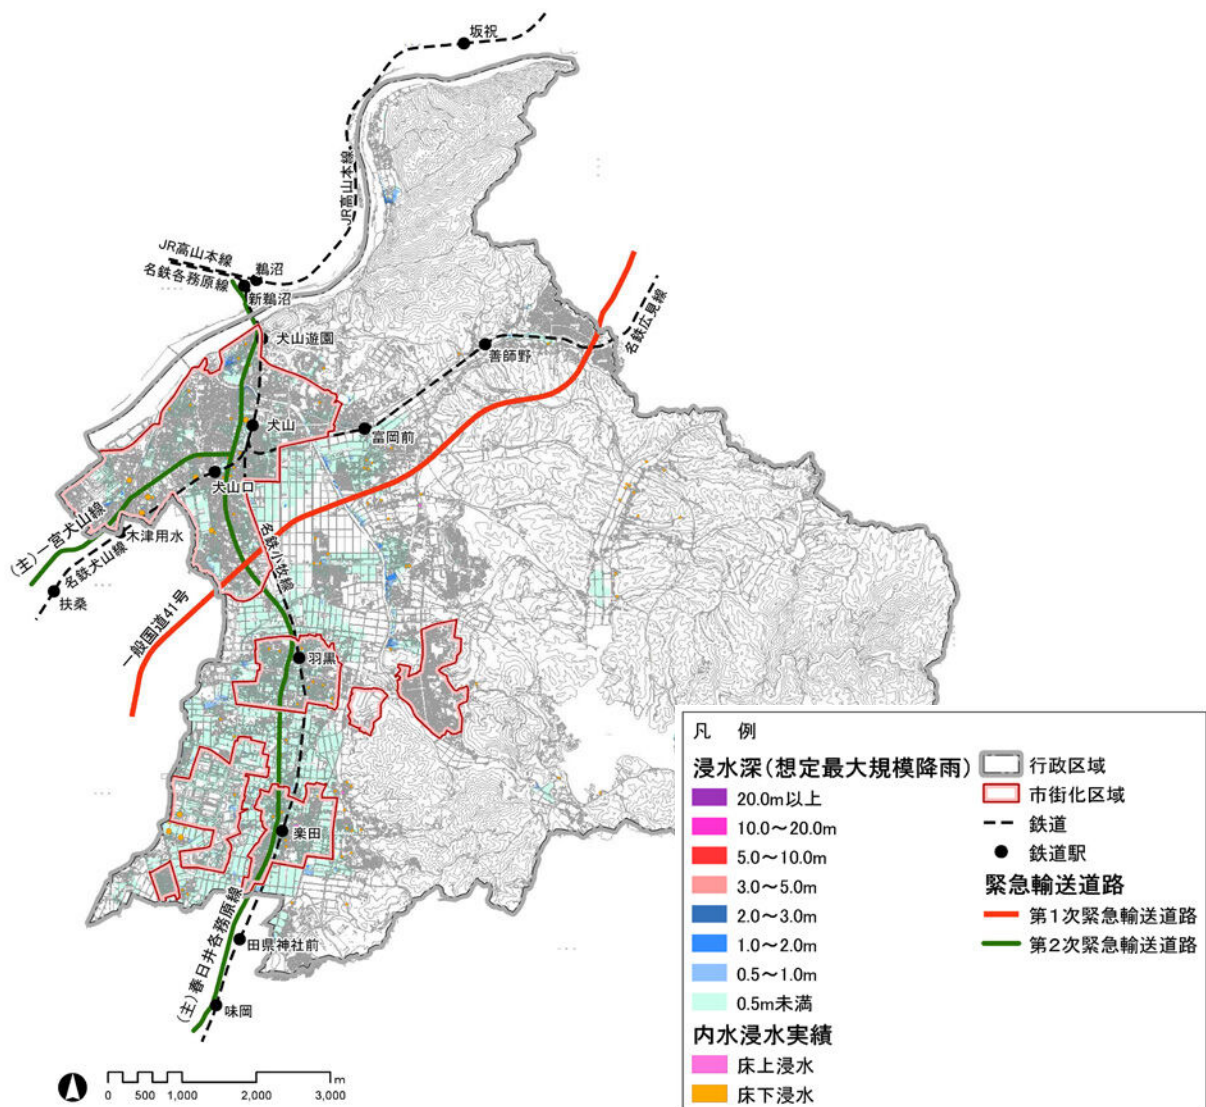 坂祝
JR高山本線
JR高山本線
名鉄各務原線
鵜沼
新鵜沼
犬山遊園
名鉄広見線
善師野
犬山
富岡前
犬山口
(主)一宮犬山線
名鉄犬山線
木津用水
扶桑
名鉄小牧線
一般国道41号
羽黒
楽田
(主)春日井各務原線
田県神社前
味岡
0 500 1,000 2,000 3,000 m
凡 例
浸水深(想定最大規模降雨)
20.0m以上
10.0～20.0m
5.0～10.0m
3.0～5.0m
2.0～3.0m
1.0～2.0m
0.5～1.0m
0.5m未満
内水浸水実績
床上浸水
床下浸水
行政区域
市街化区域
鉄道
鉄道駅
緊急輸送道路
第1次緊急輸送道路
第2次緊急輸送道路